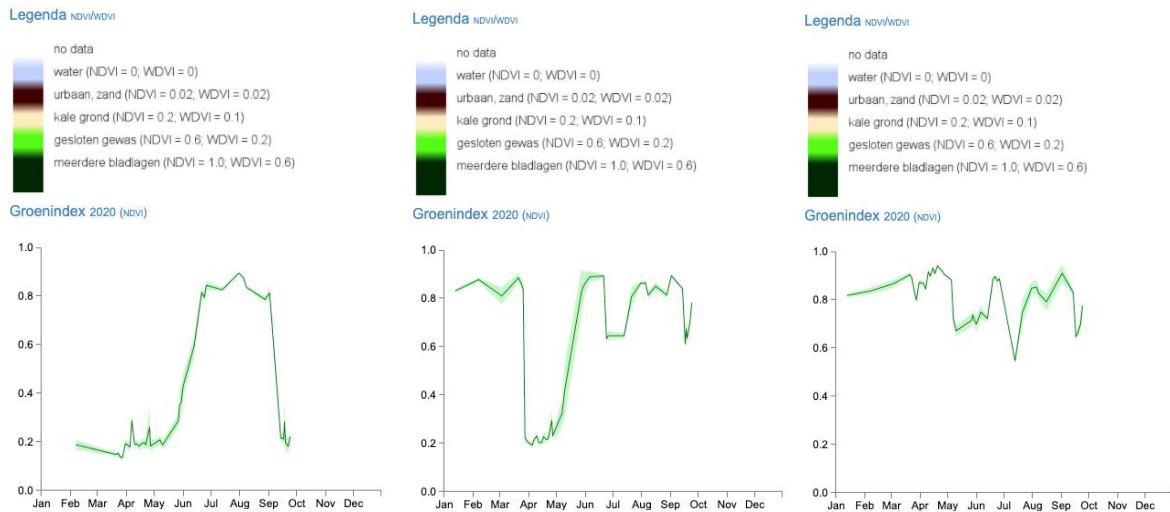 Legenda NDVI/WDVI
no data
water (NDVI = 0; WDVI = 0)
urbaan, zand (NDVI = 0.02; WDVI = 0.02)
kale grond (NDVI = 0.2; WDVI = 0.1)
gesloten gewas (NDVI = 0.6; WDVI = 0.2)
meerdere bladlagen (NDVI = 1.0; WDVI = 0.6)
Groenindex 2020 (NDVI)
1.0
0.8
0.6
0.4
0.2
0.0
Jan Feb Mar Apr May Jun Jul Aug Sep Oct Nov Dec
Legenda NDVI/WDVI
no data
water (NDVI = 0; WDVI = 0)
urbaan, zand (NDVI = 0.02; WDVI = 0.02)
kale grond (NDVI = 0.2; WDVI = 0.1)
gesloten gewas (NDVI = 0.6; WDVI = 0.2)
meerdere bladlagen (NDVI = 1.0; WDVI = 0.6)
Groenindex 2020 (NDVI)
1.0
0.8
0.6
0.4
0.2
0.0
Jan Feb Mar Apr May Jun Jul Aug Sep Oct Nov Dec
Legenda NDVI/WDVI
no data
water (NDVI = 0; WDVI = 0)
urbaan, zand (NDVI = 0.02; WDVI = 0.02)
kale grond (NDVI = 0.2; WDVI = 0.1)
gesloten gewas (NDVI = 0.6; WDVI = 0.2)
meerdere bladlagen (NDVI = 1.0; WDVI = 0.6)
Groenindex 2020 (NDVI)
1.0
0.8
0.6
0.4
0.2
0.0
Jan Feb Mar Apr May Jun Jul Aug Sep Oct Nov Dec